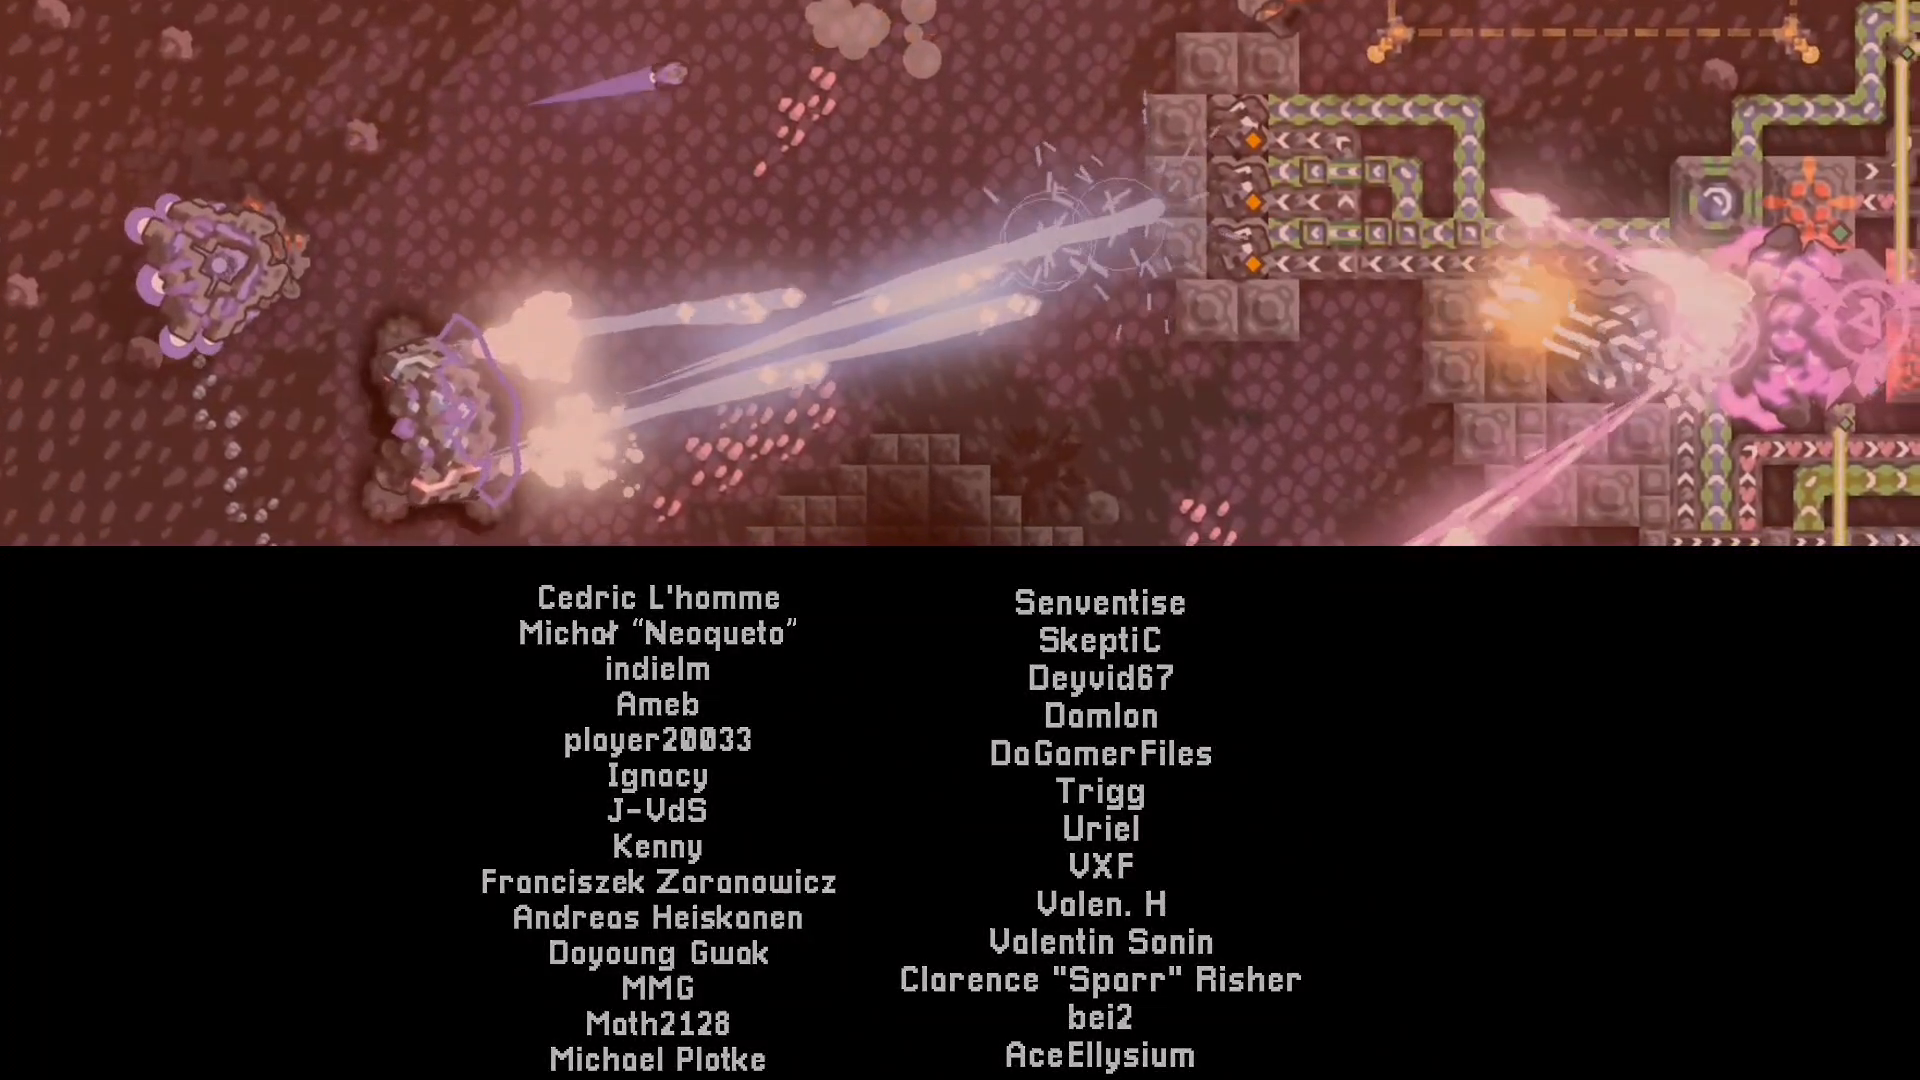 Cedric L'homme
Michał “Neoqueto”
indielm
Ameb
player20033
Ignacy
J-VdS
Kenny
Franciszek Zaranowicz
Andreas Heiskanen
Doyoung Gwak
MMG
Math2128
Michael Plotke
Senventise
SkeptiC
Deyvid67
Damlon
DaGamerFiles
Trigg
Uriel
VXF
Valen. H
Valentin Sonin
Clarence "Sparr" Risher
bei2
AceEllysium